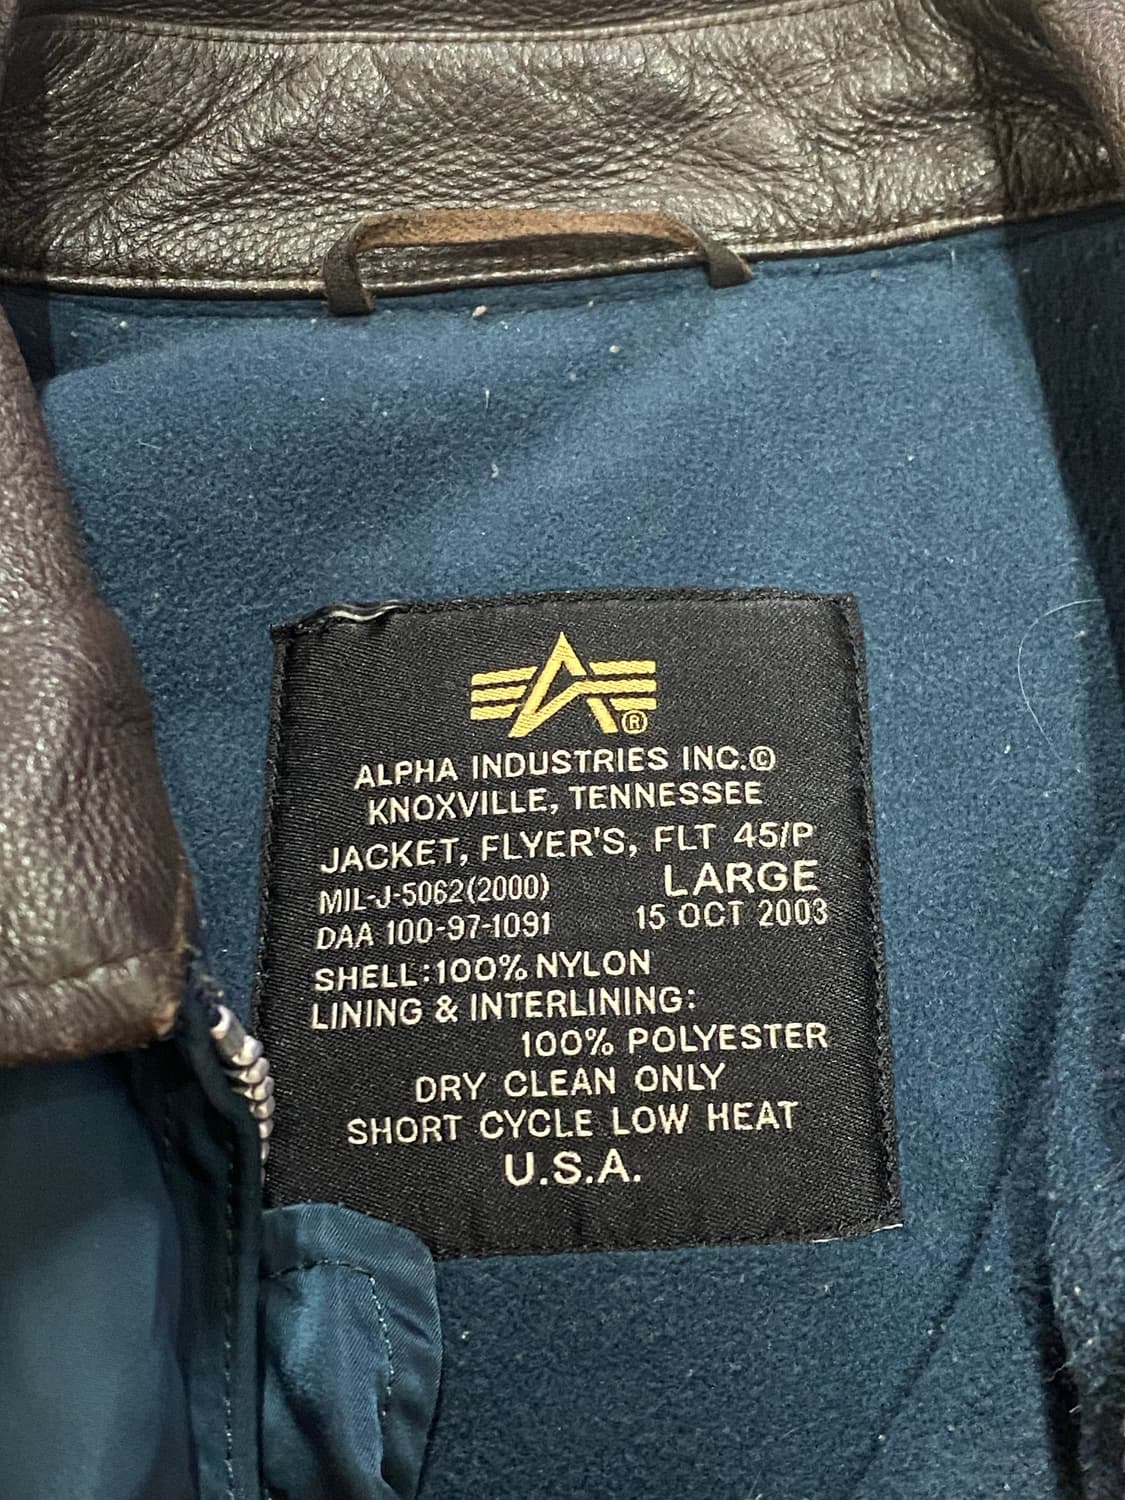 ®
ALPHA INDUSTRIES INC.©
KNOXVILLE, TENNESSEE
JACKET, FLYER'S, FLT 45/P
MIL-J-5062(2000) LARGE
DAA 100-97-1091 15 OCT 2003
SHELL:100% NYLON
LINING & INTERLINING:
100% POLYESTER
DRY CLEAN ONLY
SHORT CYCLE LOW HEAT
U.S.A.